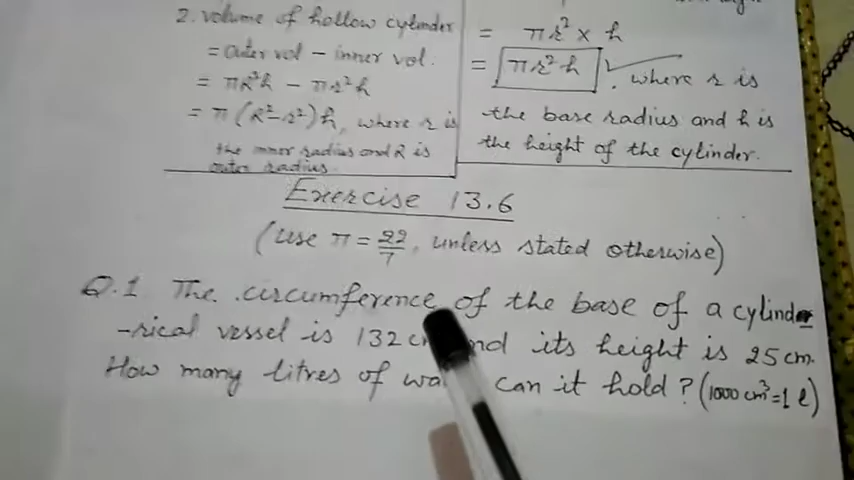 2. volume of hollow cylinder
= outer vol - inner vol.
= πR²h - πr²h
= π(R²-r²)h, where r is
the inner radius and R is
outer radius.
= πr² × h
= πr²h . where r is
the base radius and h is
the height of the cylinder.
Exercise 13.6
(use π = 22/7, unless stated otherwise)
Q.1 The circumference of the base of a cylinde
-rical vessel is 132 and its height is 25 cm.
How many litres of can it hold? (1000 cm³ = 1 l)